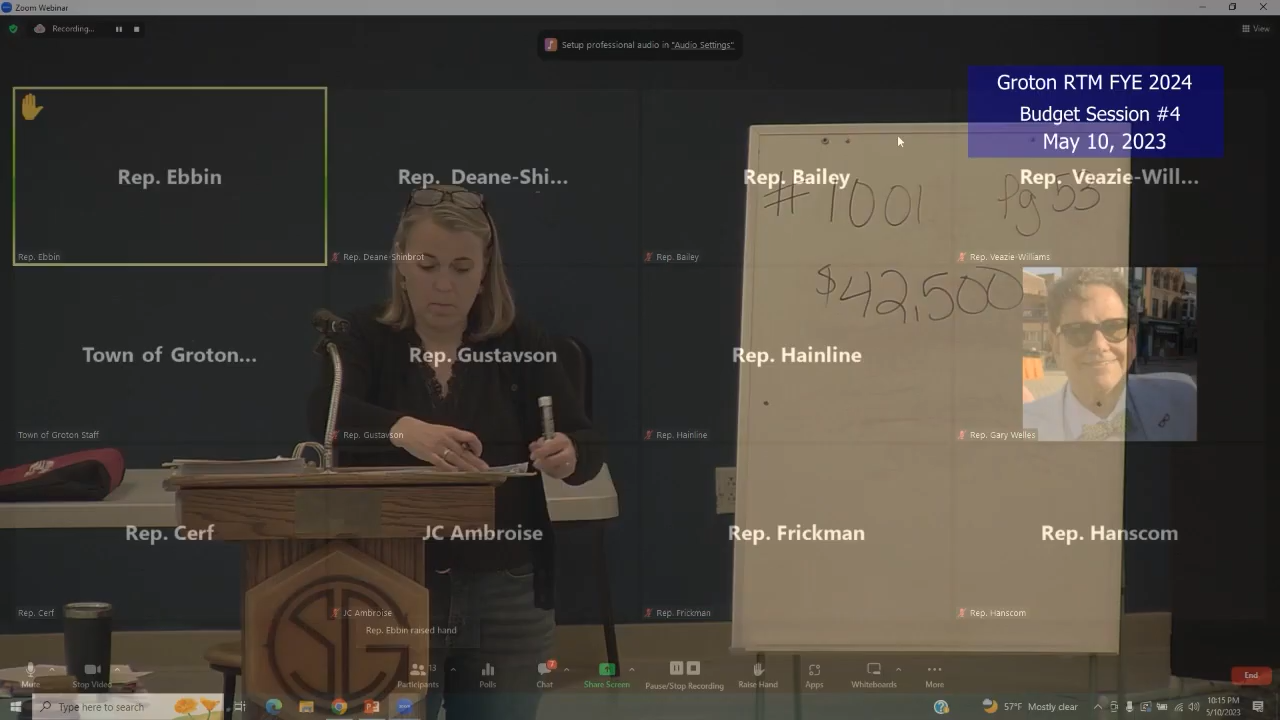 Zoom Webinar
Recording...
View
Setup professional audio in "Audio Settings"
Groton RTM FYE 2024
Budget Session #4
May 10, 2023
Rep. Ebbin
Rep. Deane-Shi...
Rep. Bailey
Rep. Veazie-Will...
#1001 Pg 53
Rep. Ebbin
Rep. Deane-Shinbrot
Rep. Bailey
Rep. Veazie-Williams
$42,500
Town of Groton...
Rep. Gustavson
Rep. Hainline
Town of Groton Staff
Rep. Gustavson
Rep. Hainline
Rep. Gary Welles
Rep. Cerf
JC Ambroise
Rep. Frickman
Rep. Hanscom
Rep. Cerf
JC Ambroise
Rep. Frickman
Rep. Hanscom
Rep. Ebbin raised hand
Mute
Stop Video
Participants
13
Polls
Chat
7
Share Screen
Pause/Stop Recording
Raise Hand
Apps
Whiteboards
More
End
Type here to search
57°F Mostly clear
10:15 PM
5/10/2023